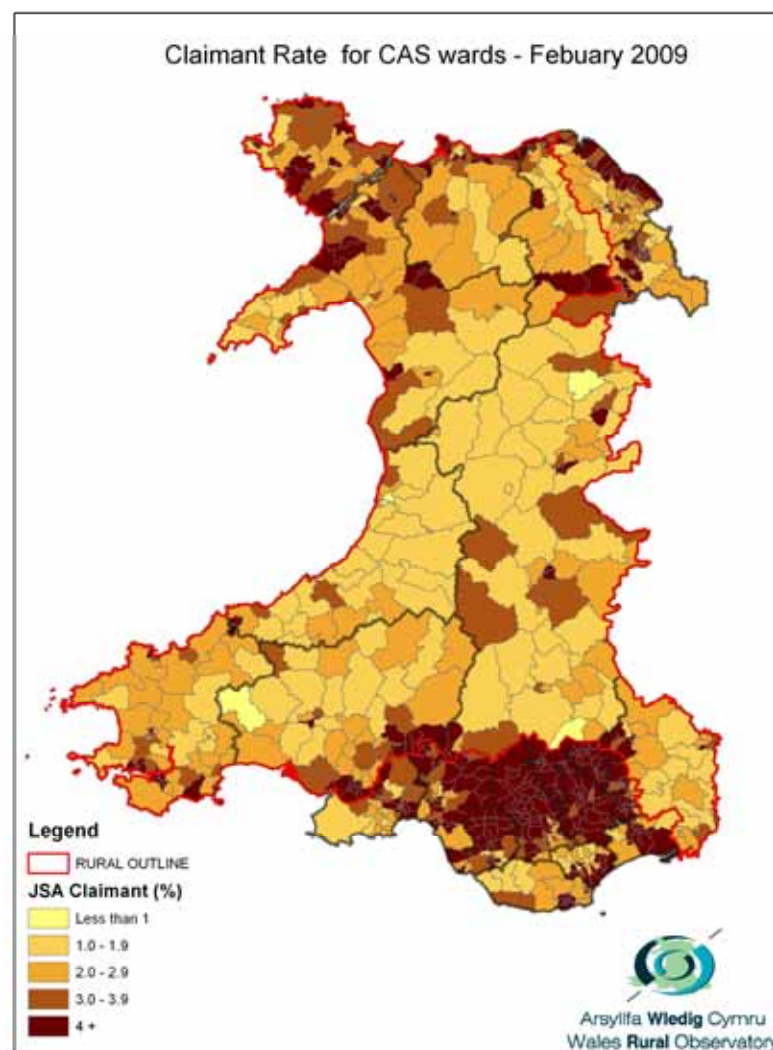 Claimant Rate for CAS wards - Febuary 2009
Legend
RURAL OUTLINE
JSA Claimant (%)
Less than 1
1.0 - 1.9
2.0 - 2.9
3.0 - 3.9
4 +
Arsyllfa Wledig Cymru
Wales Rural Observatory